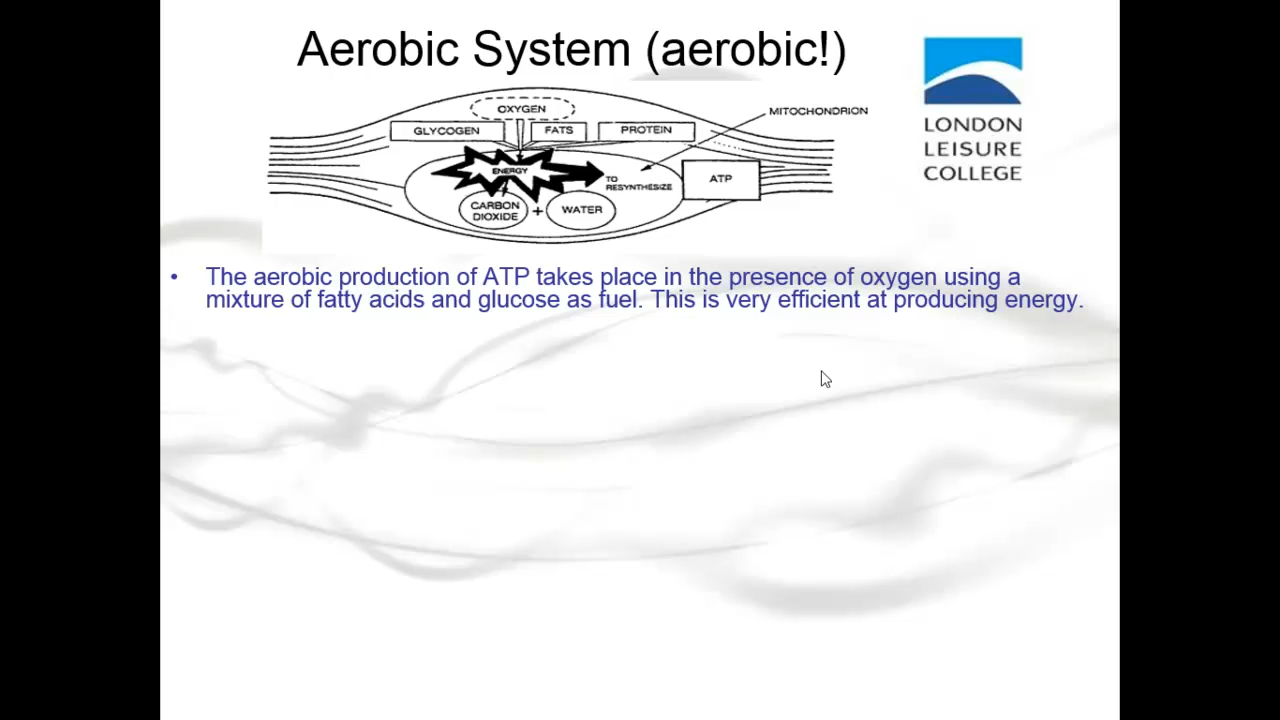 Aerobic System (aerobic!)
LONDON
LEISURE
COLLEGE
OXYGEN
MITOCHONDRION
GLYCOGEN
FATS
PROTEIN
ENERGY
TO
RESYNTHESIZE
ATP
CARBON
DIOXIDE
+
WATER
• The aerobic production of ATP takes place in the presence of oxygen using a
mixture of fatty acids and glucose as fuel. This is very efficient at producing energy.